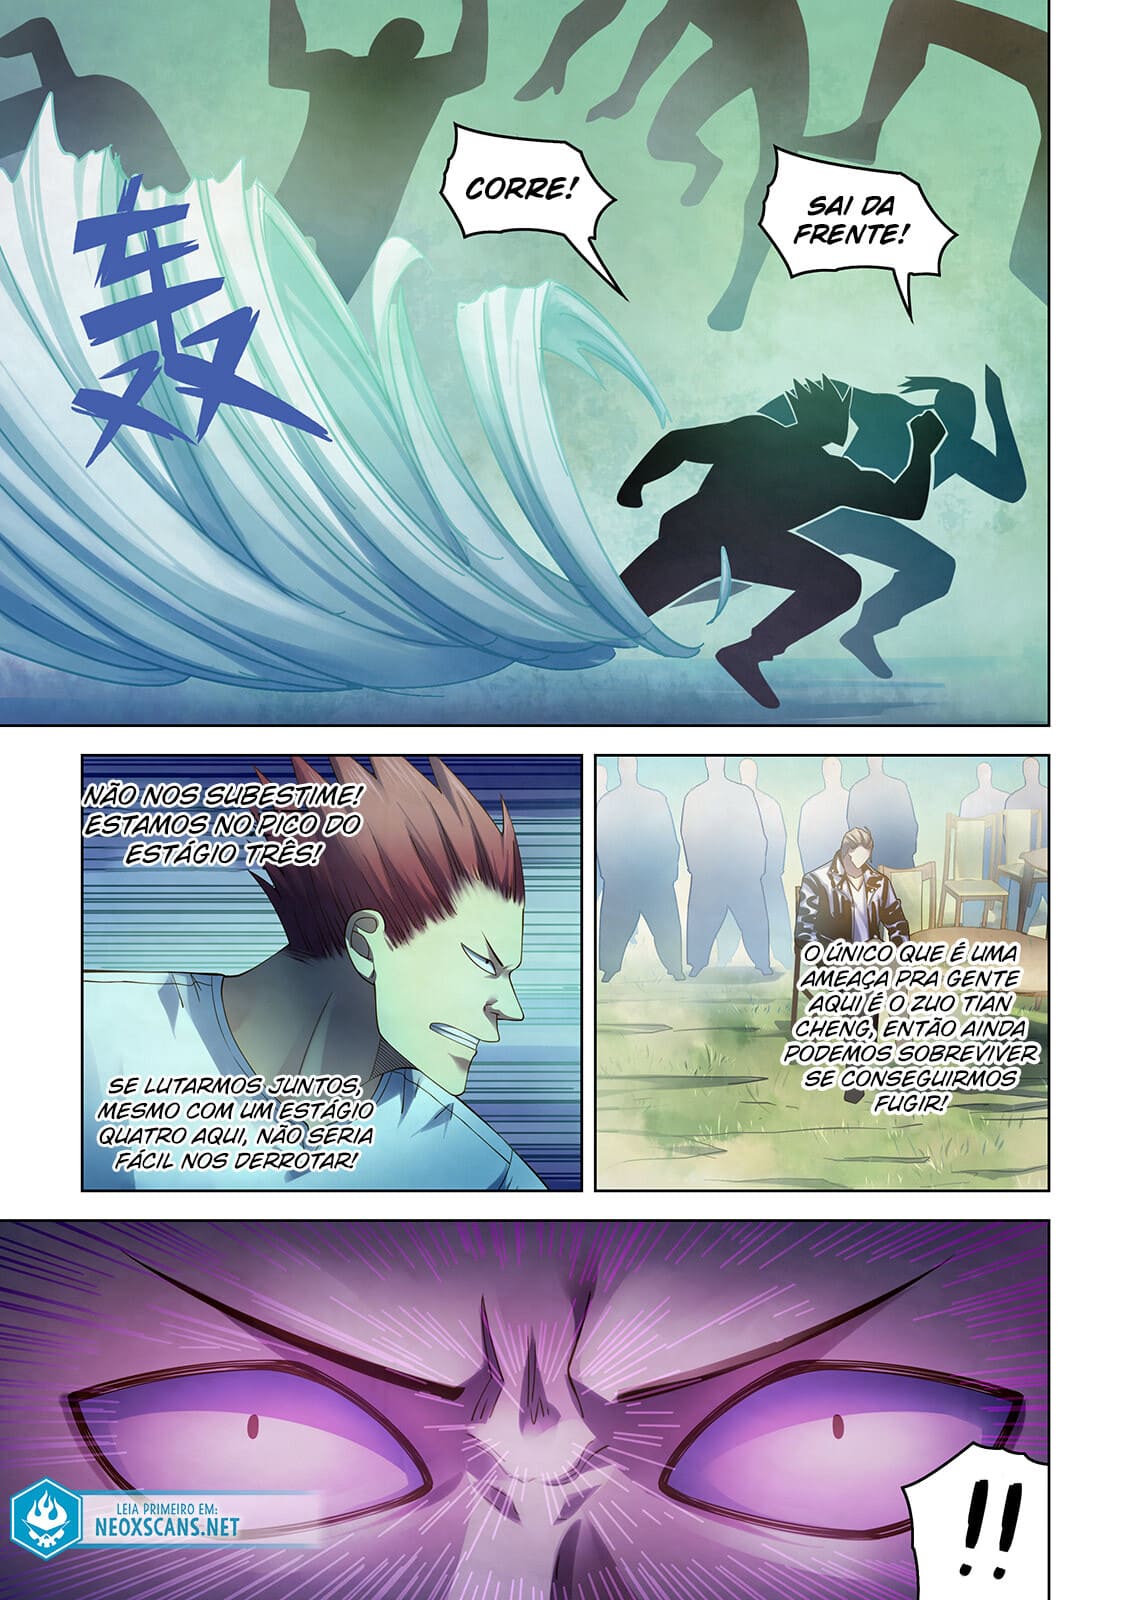 CORRE!
SAI DA
FRENTE!
轰
NÃO NOS SUBESTIME!
ESTAMOS NO PICO DO
ESTÁGIO TRÊS!
SE LUTARMOS JUNTOS,
MESMO COM UM ESTÁGIO
QUATRO AQUI, NÃO SERIA
FÁCIL NOS DERROTAR!
O ÚNICO QUE É UMA
AMEAÇA PRA GENTE
AQUI É O ZUO TIAN
CHENG, ENTÃO AINDA
PODEMOS SOBREVIVER
SE CONSEGUIRMOS
FUGIR!
!!
LEIA PRIMEIRO EM:
NEOXSCANS.NET